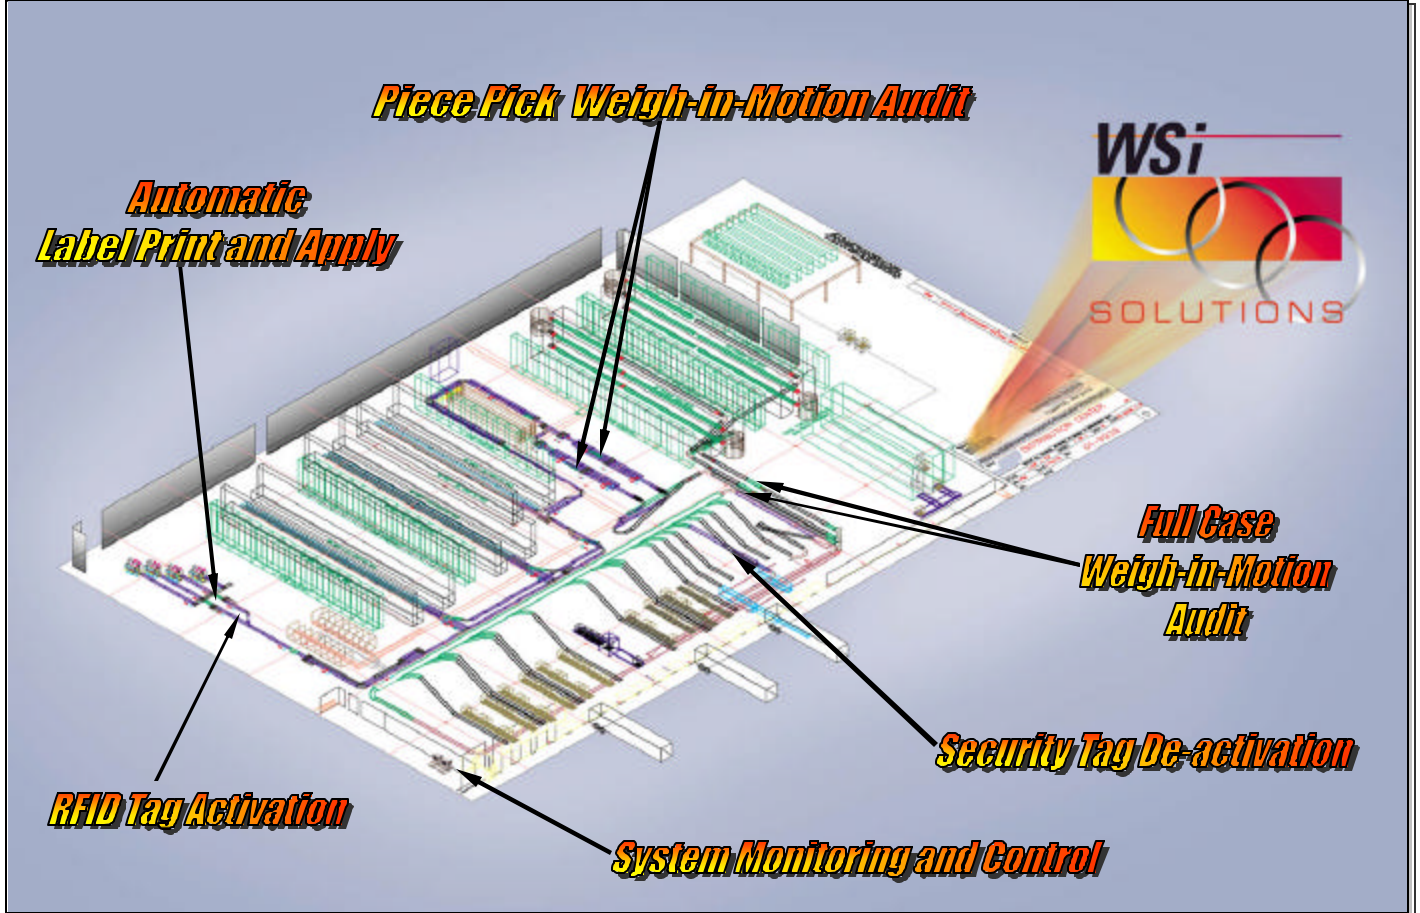 Piece Pick Weigh-in-Motion Audit
WSi
SOLUTIONS
Automatic
Label Print and Apply
Full Case
Weigh-in-Motion
Audit
Security Tag De-activation
RFID Tag Activation
System Monitoring and Control